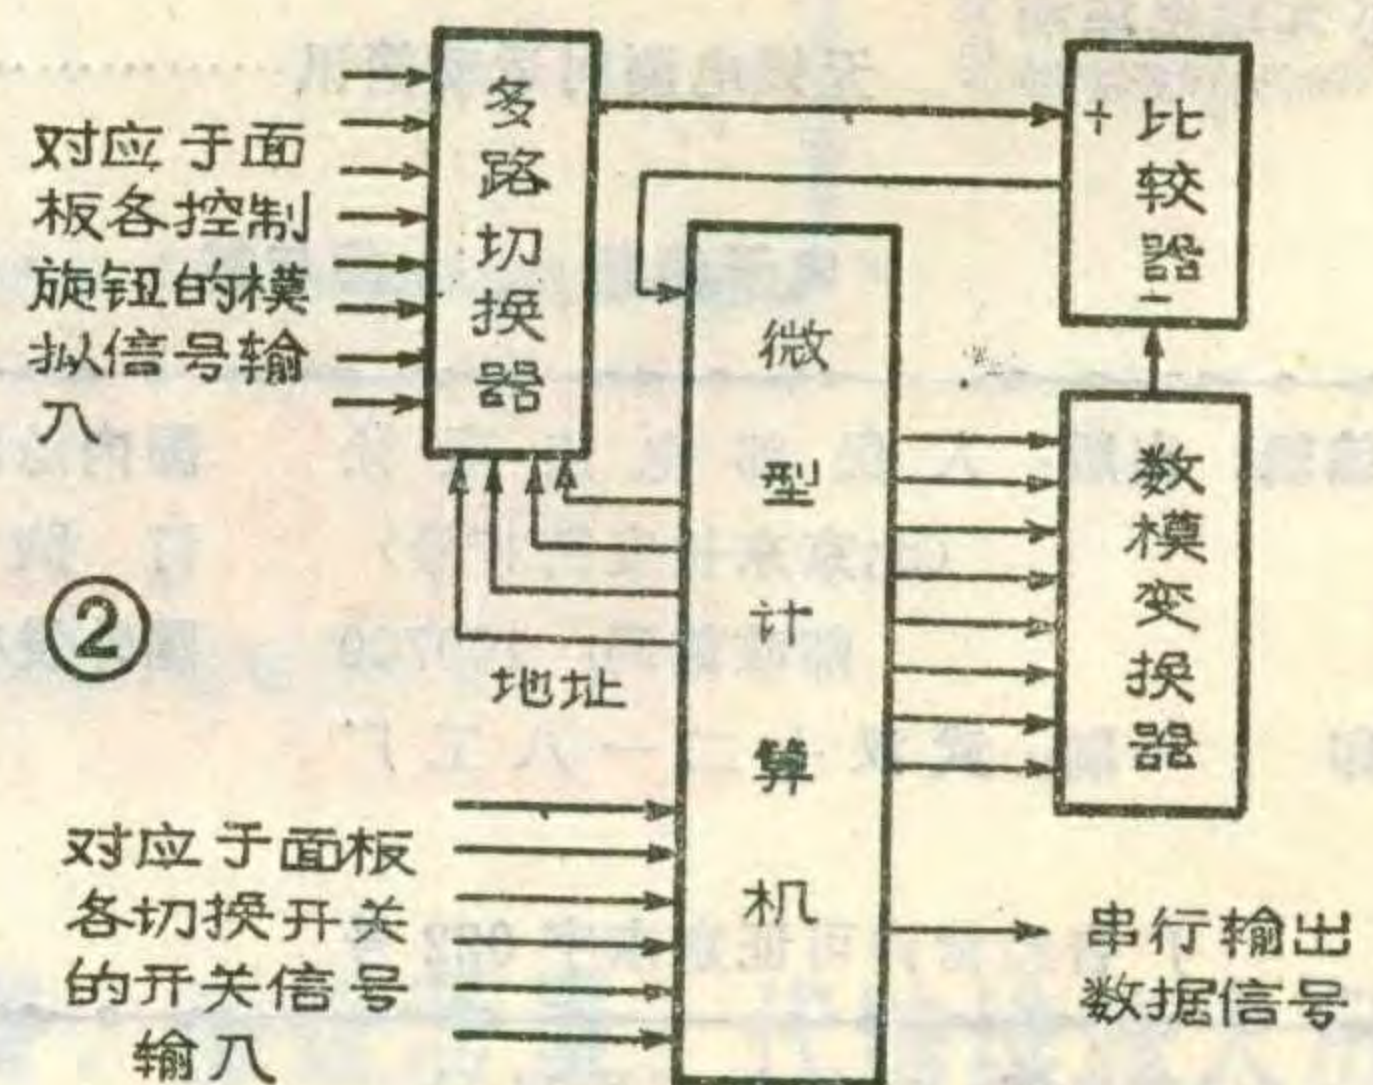 对应于面
板各控制
旋钮的模
拟信号输
入
多路切换器
+
比较器
−
微型计算机
数模变换器
②
地址
对应于面板
各切换开关
的开关信号
输入
串行输出
数据信号